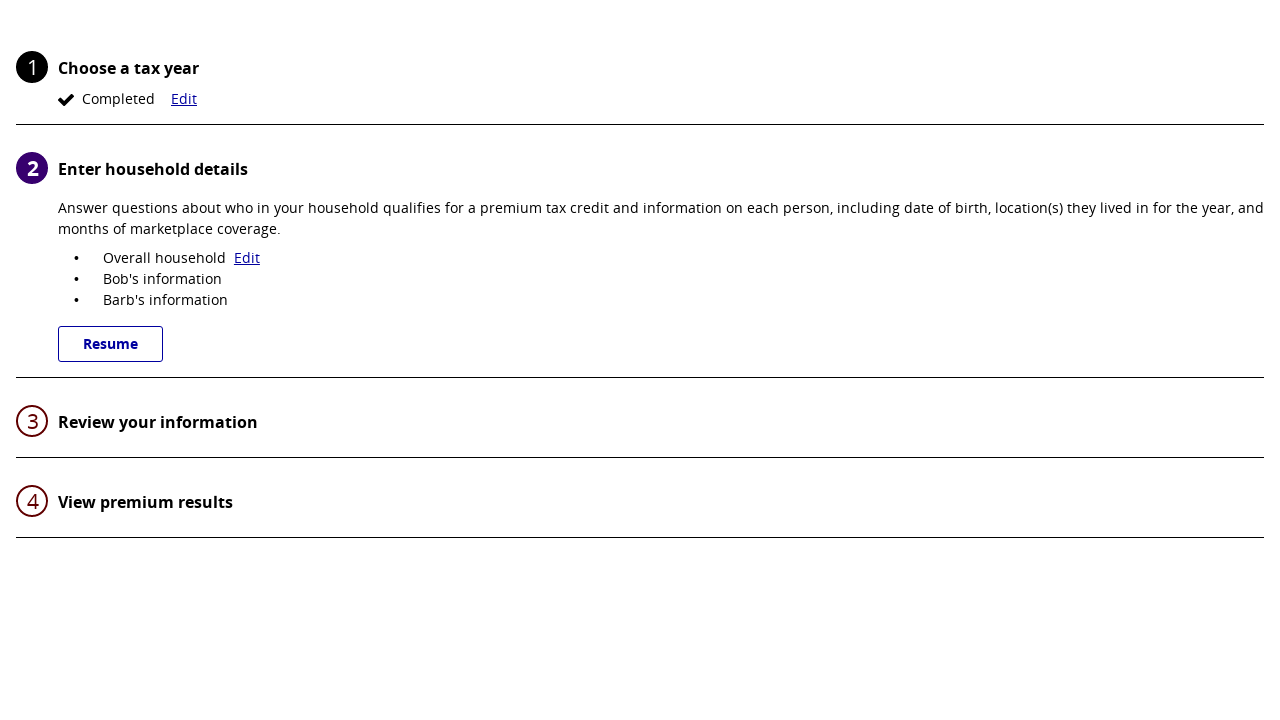 1 Choose a tax year
Completed Edit
2 Enter household details
Answer questions about who in your household qualifies for a premium tax credit and information on each person, including date of birth, location(s) they lived in for the year, and
months of marketplace coverage.
• Overall household Edit
• Bob's information
• Barb's information
Resume
3 Review your information
4 View premium results